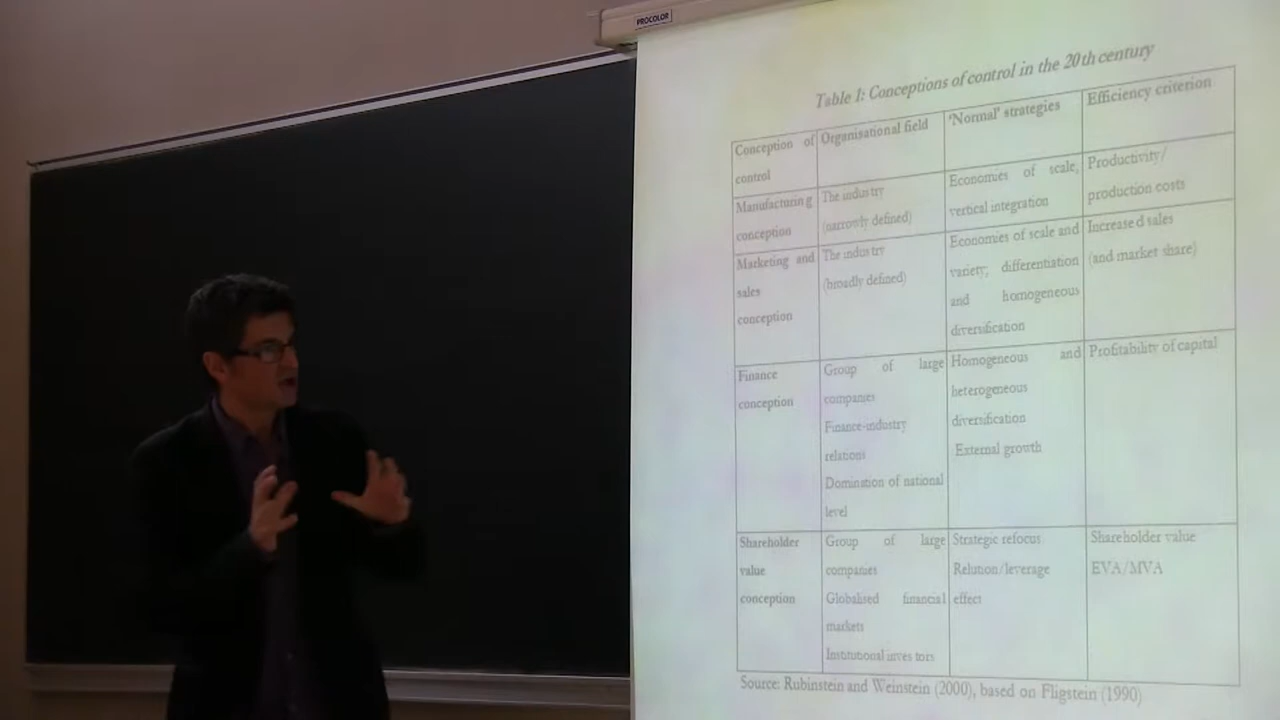 PROCOLOR
Table 1: Conceptions of control in the 20th century
Conception of control
Organisational field
'Normal' strategies
Efficiency criterion
Manufacturing
conception
The industry
(narrowly defined)
Economies of scale,
vertical integration
Productivity/
production costs
Marketing and
sales
conception
The industry
(broadly defined)
Economies of scale and
variety; differentiation
and homogeneous
diversification
Increased sales
(and market share)
Finance
conception
Group of large
companies
Finance-industry
relations
Domination of national
level
Homogeneous and
heterogeneous
diversification
External growth
Profitability of capital
Shareholder
value
conception
Group of large
companies
Globalised financial
markets
Institutional investors
Strategic refocus
Relution/leverage
effect
Shareholder value
EVA/MVA
Source: Rubinstein and Weinstein (2000), based on Fligstein (1990)